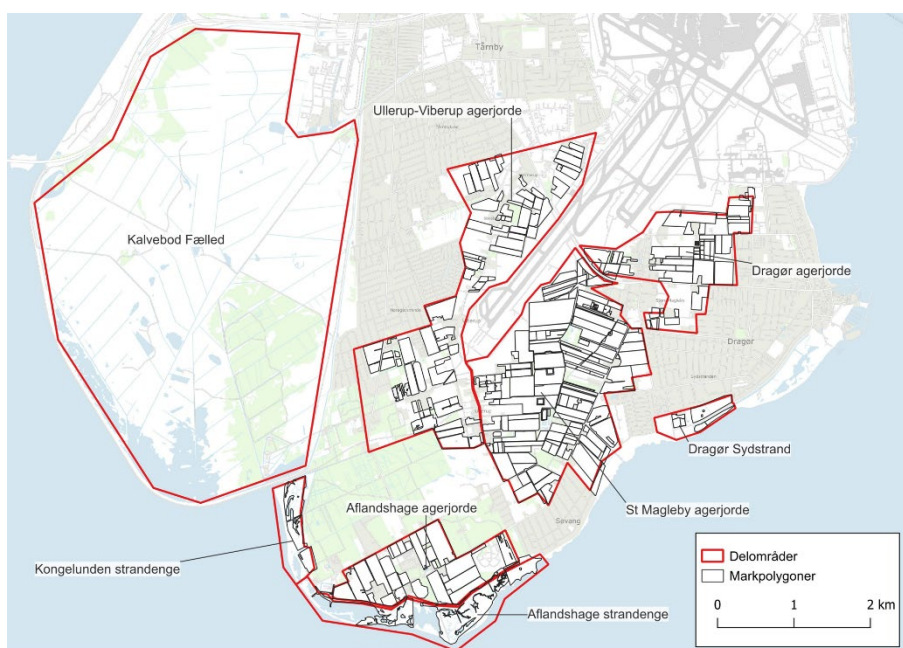 Tårnby
Ullerup-Viberup agerjorde
Kalvebod Fælled
Dragør agerjorde
Dragør
Dragør Sydstrand
St Magleby agerjorde
Aflandshage agerjorde
Søvang
Kongelunden strandenge
Aflandshage strandenge
Delområder
Markpolygoner
0 1 2 km